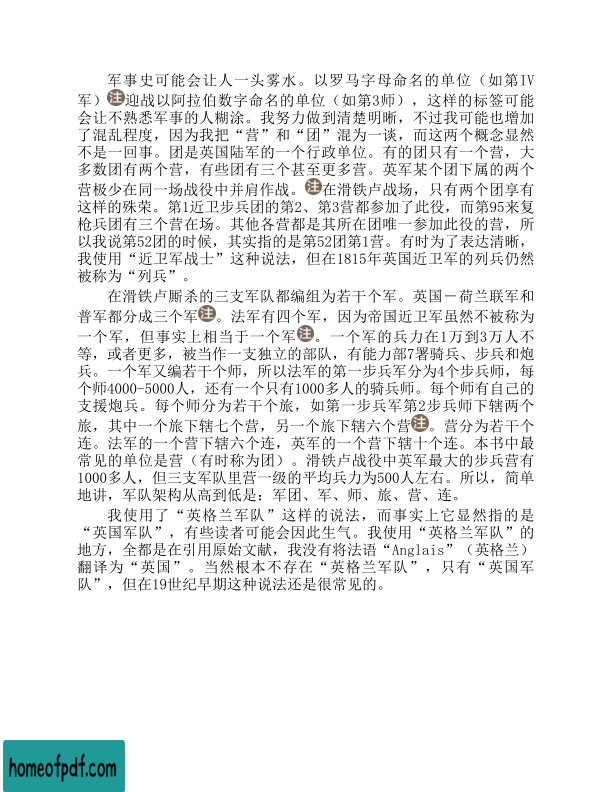 军事史可能会让人一头雾水。以罗马字母命名的单位（如第IV
军）注迎战以阿拉伯数字命名的单位（如第3师），这样的标签可能
会让不熟悉军事的人糊涂。我努力做到清楚明晰，不过我可能也增加
了混乱程度，因为我把“营”和“团”混为一谈，而这两个概念显然
不是一回事。团是英国陆军的一个行政单位。有的团只有一个营，大
多数团有两个营，有些团有三个甚至更多营。英军某个团下属的两个
营极少在同一场战役中并肩作战。注在滑铁卢战场，只有两个团享有
这样的殊荣。第1近卫步兵团的第2、第3营都参加了此役，而第95来复
枪兵团有三个营在场。其他各营都是其所在团唯一参加此役的营，所
以我说第52团的时候，其实指的是第52团第1营。有时为了表达清晰，
我使用“近卫军战士”这种说法，但在1815年英国近卫军的列兵仍然
被称为“列兵”。
在滑铁卢厮杀的三支军队都编组为若干个军。英国－荷兰联军和
普军都分成三个军注。法军有四个军，因为帝国近卫军虽然不被称为
一个军，但事实上相当于一个军注。一个军的兵力在1万到3万人不
等，或者更多，被当作一支独立的部队，有能力部7署骑兵、步兵和炮
兵。一个军又编若干个师，所以法军的第一步兵军分为4个步兵师，每
个师4000-5000人，还有一个只有1000多人的骑兵师。每个师有自己的
支援炮兵。每个师分为若干个旅，如第一步兵军第2步兵师下辖两个
旅，其中一个旅下辖七个营，另一个旅下辖六个营注。营分为若干个
连。法军的一个营下辖六个连，英军的一个营下辖十个连。本书中最
常见的单位是营（有时称为团）。滑铁卢战役中英军最大的步兵营有
1000多人，但三支军队里营一级的平均兵力为500人左右。所以，简单
地讲，军队架构从高到低是：军团、军、师、旅、营、连。
我使用了“英格兰军队”这样的说法，而事实上它显然指的是
“英国军队”，有些读者可能会因此生气。我使用“英格兰军队”的
地方，全都是在引用原始文献，我没有将法语“Anglais”（英格兰）
翻译为“英国”。当然根本不存在“英格兰军队”，只有“英国军
队”，但在19世纪早期这种说法还是很常见的。
homeofpdf.com